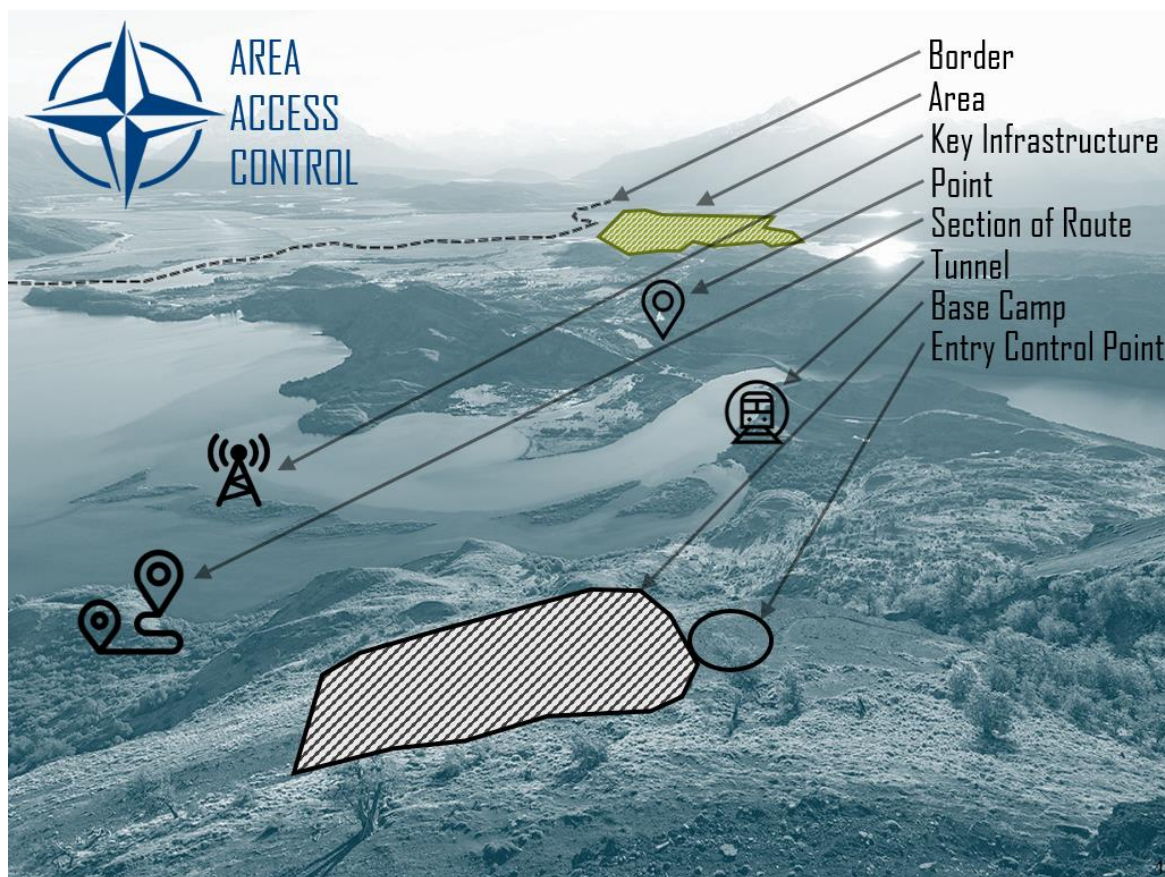 AREA
ACCESS
CONTROL
Border
Area
Key Infrastructure
Point
Section of Route
Tunnel
Base Camp
Entry Control Point